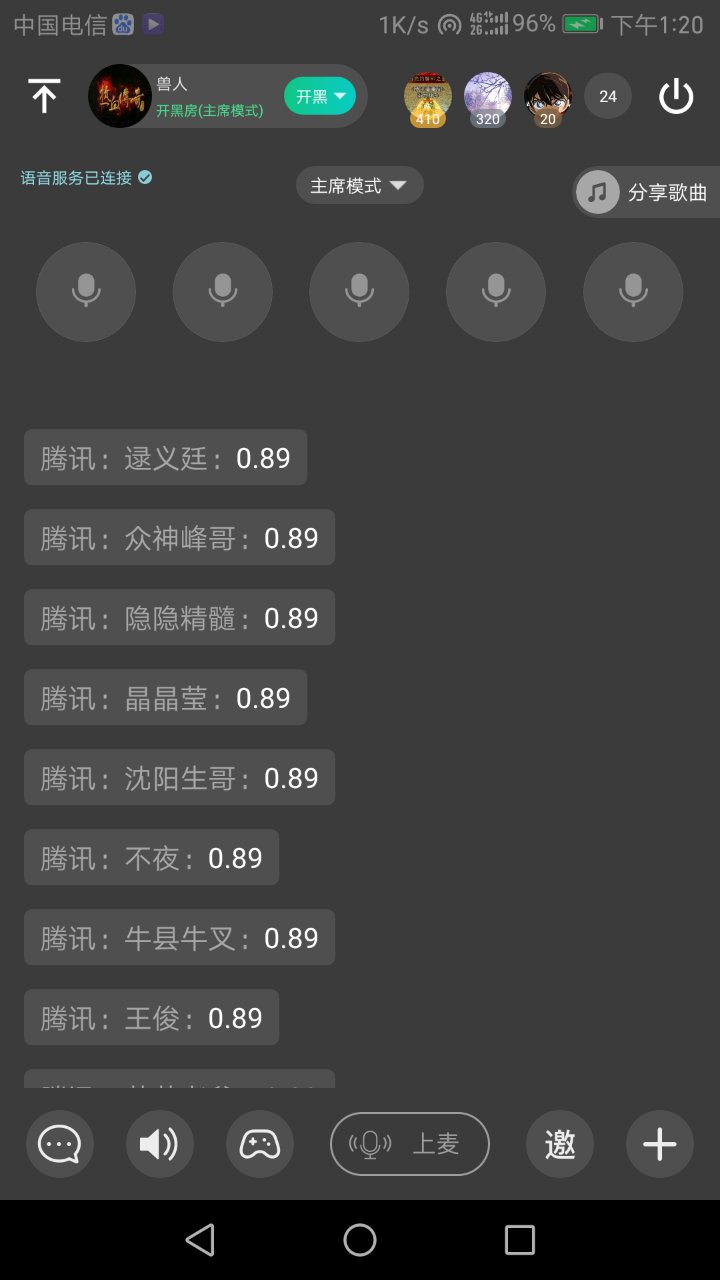 中国电信
1K/s 4G 2G 96% 下午1:20
兽人
开黑房(主席模式)
开黑
410
320
20
24
语音服务已连接
主席模式
分享歌曲
腾讯：逯义廷：0.89
腾讯：众神峰哥：0.89
腾讯：隐隐精髓：0.89
腾讯：晶晶莹：0.89
腾讯：沈阳生哥：0.89
腾讯：不夜：0.89
腾讯：牛县牛叉：0.89
腾讯：王俊：0.89
上麦
邀